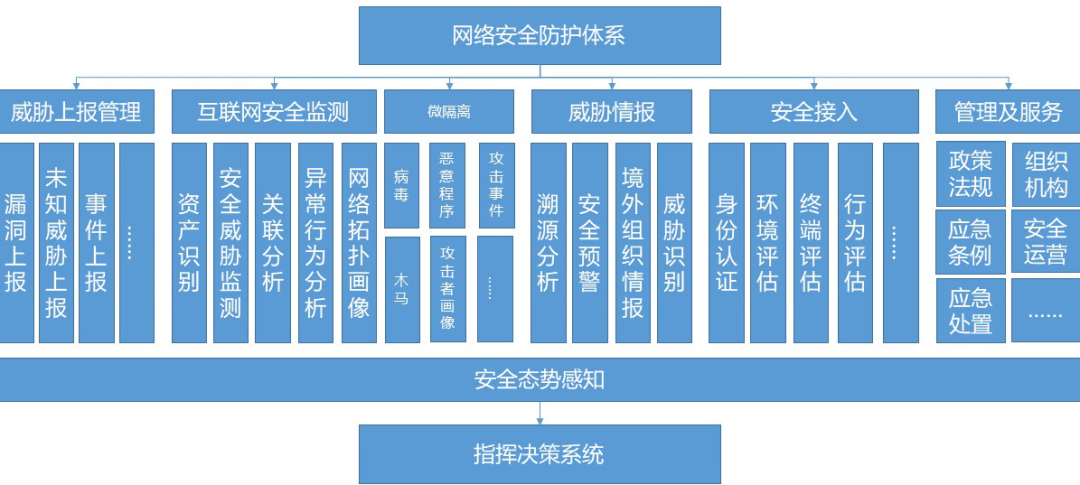 网络安全防护体系
威胁上报管理
互联网安全监测
微隔离
威胁情报
安全接入
管理及服务
漏洞上报
未知威胁上报
事件上报
……
资产识别
安全威胁监测
关联分析
异常行为分析
网络拓扑画像
病毒
恶意程序
攻击事件
木马
攻击者画像
……
溯源分析
安全预警
境外组织情报
威胁识别
身份认证
环境评估
终端评估
行为评估
……
政策
法规
组织
机构
应急
条例
安全
运营
应急
处置
……
安全态势感知
指挥决策系统